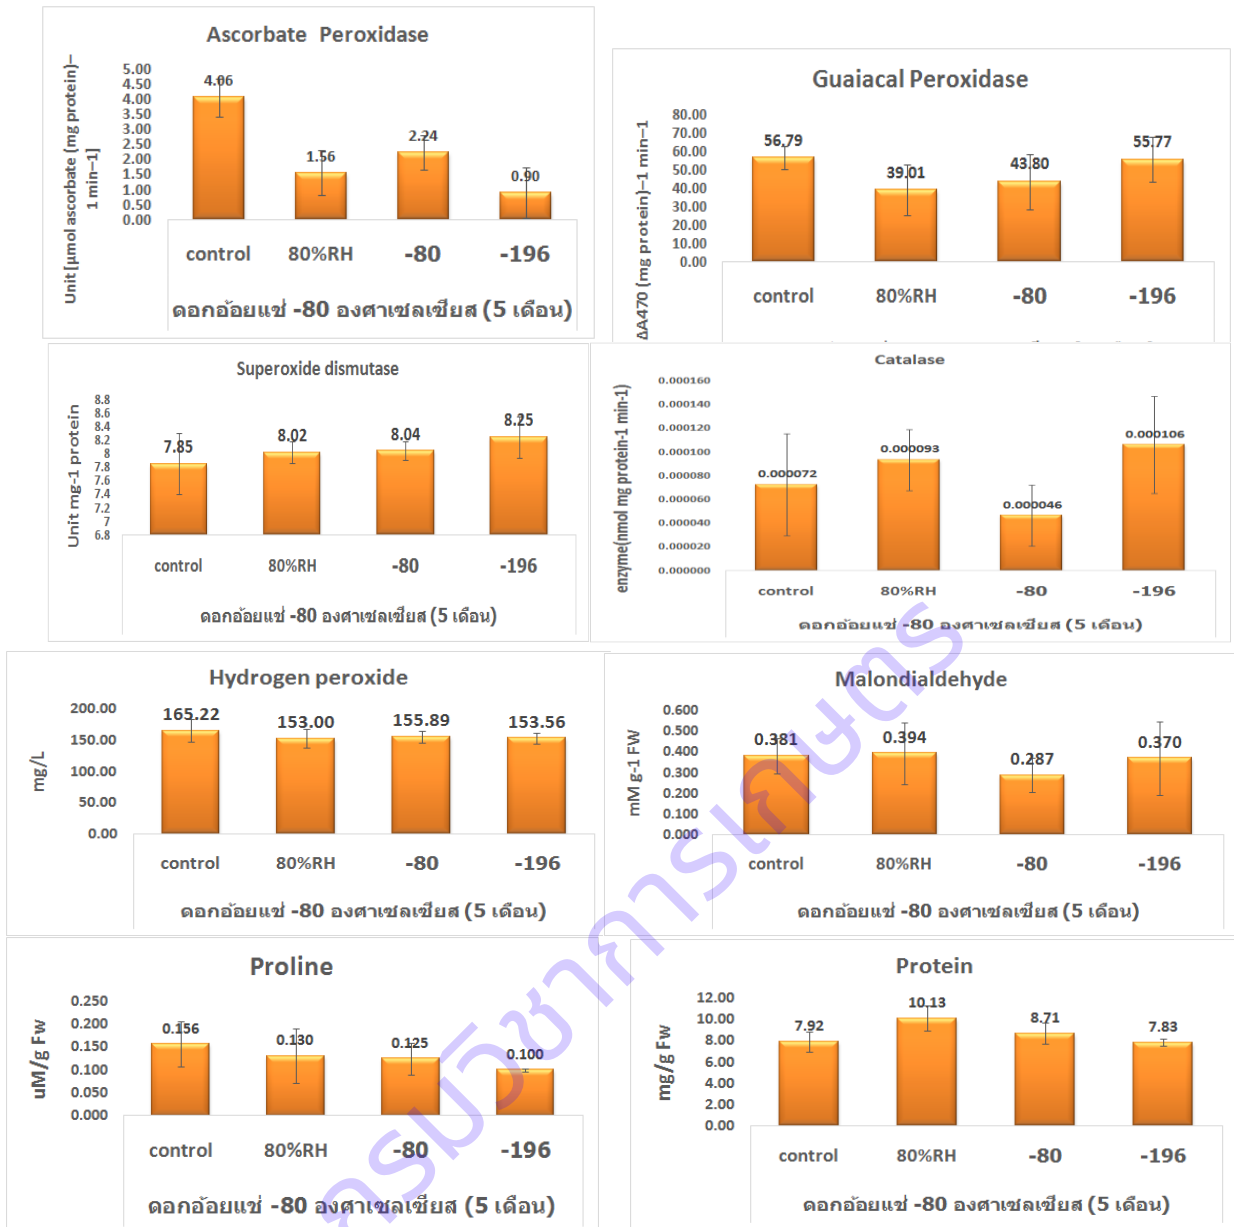 Ascorbate Peroxidase
Unit [µmol ascorbate (mg protein)–
1 min–1]
5.00
4.50
4.00
3.50
3.00
2.50
2.00
1.50
1.00
0.50
0.00
4.06
1.56
2.24
0.90
control 80%RH -80 -196
ดอกอ้อยแช่ -80 องศาเซลเซียส (5 เดือน)
Guaiacal Peroxidase
ΔA470 (mg protein)–1 min–1
80.00
70.00
60.00
50.00
40.00
30.00
20.00
10.00
0.00
56.79
39.01
43.80
55.77
control 80%RH -80 -196
Superoxide dismutase
Unit mg-1 protein
8.8
8.6
8.4
8.2
8
7.8
7.6
7.4
7.2
7
6.8
7.85
8.02
8.04
8.25
control 80%RH -80 -196
ดอกอ้อยแช่ -80 องศาเซลเซียส (5 เดือน)
Catalase
enzyme(nmol mg protein-1 min-1)
0.000160
0.000140
0.000120
0.000100
0.000080
0.000060
0.000040
0.000020
0.000000
0.000072
0.000093
0.000046
0.000106
control 80%RH -80 -196
ดอกอ้อยแช่ -80 องศาเซลเซียส (5 เดือน)
Hydrogen peroxide
mg/L
200.00
150.00
100.00
50.00
0.00
165.22
153.00
155.89
153.56
control 80%RH -80 -196
ดอกอ้อยแช่ -80 องศาเซลเซียส (5 เดือน)
Malondialdehyde
mM g-1 FW
0.600
0.500
0.400
0.300
0.200
0.100
0.000
0.381
0.394
0.287
0.370
control 80%RH -80 -196
ดอกอ้อยแช่ -80 องศาเซลเซียส (5 เดือน)
Proline
uM/g Fw
0.250
0.200
0.150
0.100
0.050
0.000
0.156
0.130
0.125
0.100
control 80%RH -80 -196
ดอกอ้อยแช่ -80 องศาเซลเซียส (5 เดือน)
Protein
mg/g Fw
12.00
10.00
8.00
6.00
4.00
2.00
0.00
7.92
10.13
8.71
7.83
control 80%RH -80 -196
ดอกอ้อยแช่ -80 องศาเซลเซียส (5 เดือน)
กรมวิชาการเกษตร